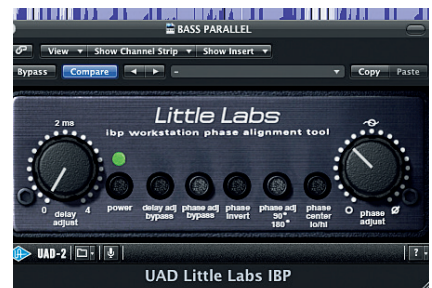 BASS PARALLEL
View Show Channel Strip Show Insert
Bypass Compare - Copy Paste
Little Labs
ibp workstation phase alignment tool
2 ms
0 4
delay adjust
power
delay adj bypass
phase adj bypass
phase invert
phase adj 90° 180°
phase center lo/hi
phase adjust
UAD-2 ?
UAD Little Labs IBP